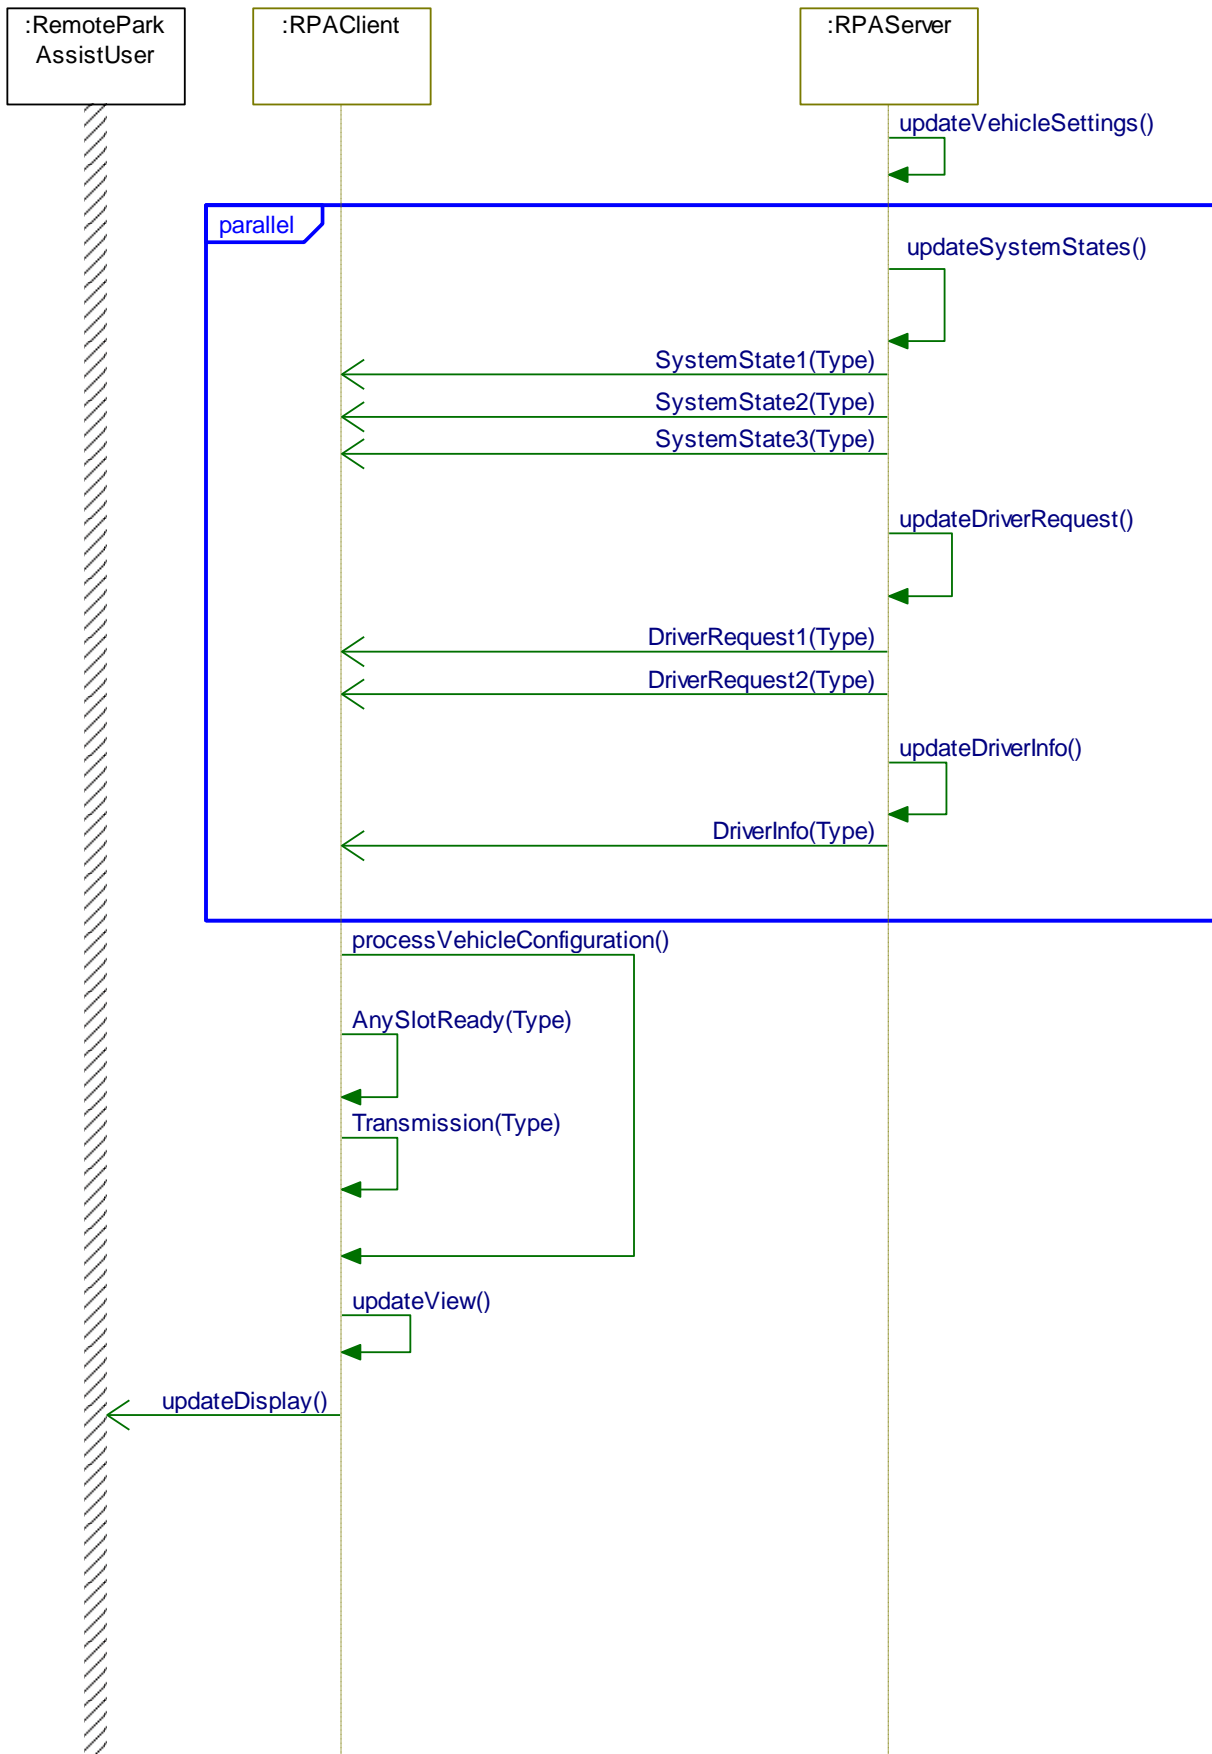 :RemotePark
AssistUser
:RPAClient
:RPAServer
updateVehicleSettings()
parallel
updateSystemStates()
SystemState1(Type)
SystemState2(Type)
SystemState3(Type)
updateDriverRequest()
DriverRequest1(Type)
DriverRequest2(Type)
updateDriverInfo()
DriverInfo(Type)
processVehicleConfiguration()
AnySlotReady(Type)
Transmission(Type)
updateView()
updateDisplay()